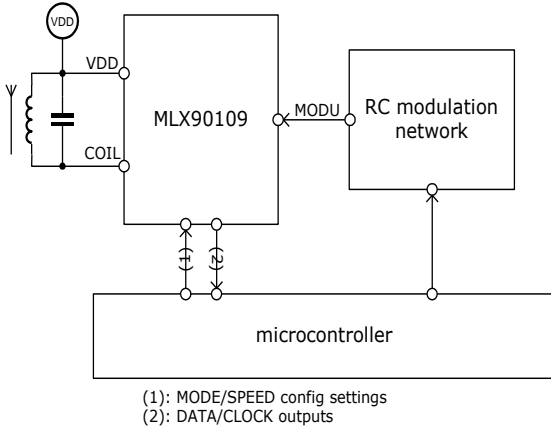 VDD
VDD
MLX90109
MODU
RC modulation
network
COIL
(1)
(2)
microcontroller
(1): MODE/SPEED config settings
(2): DATA/CLOCK outputs